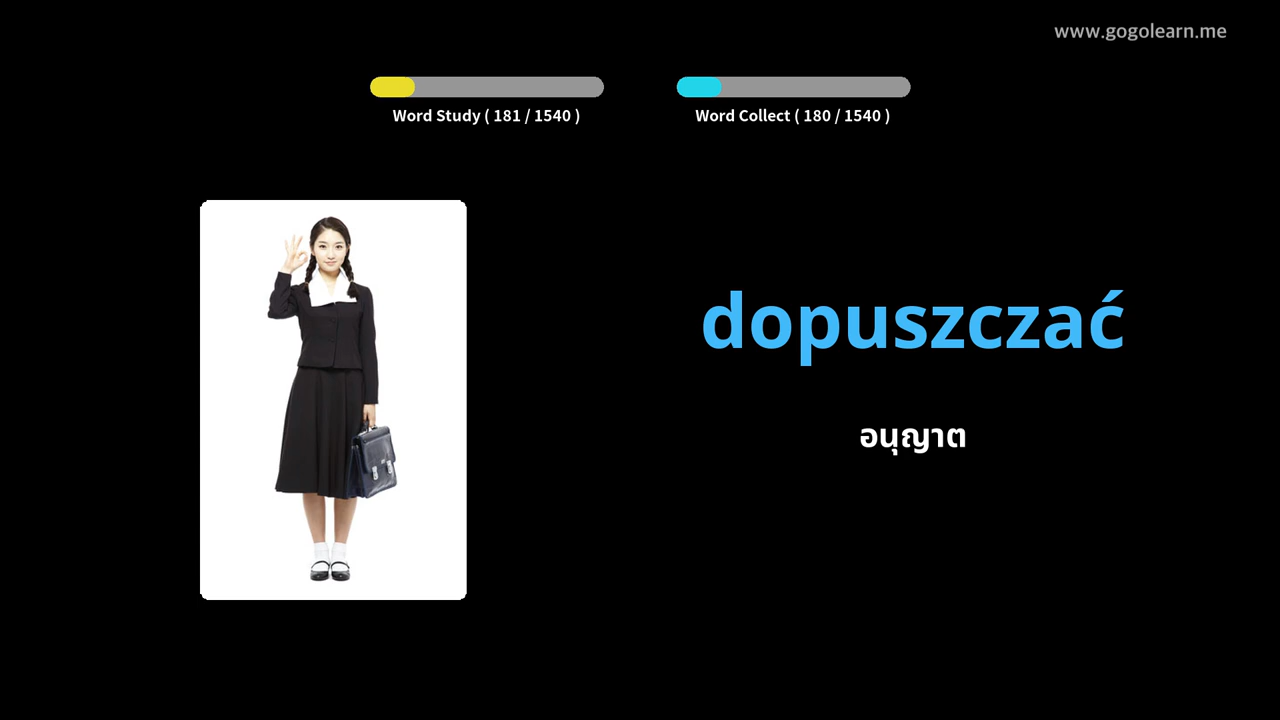 www.gogolearn.me
Word Study ( 181 / 1540 )
Word Collect ( 180 / 1540 )
dopuszczać
อนุญาต